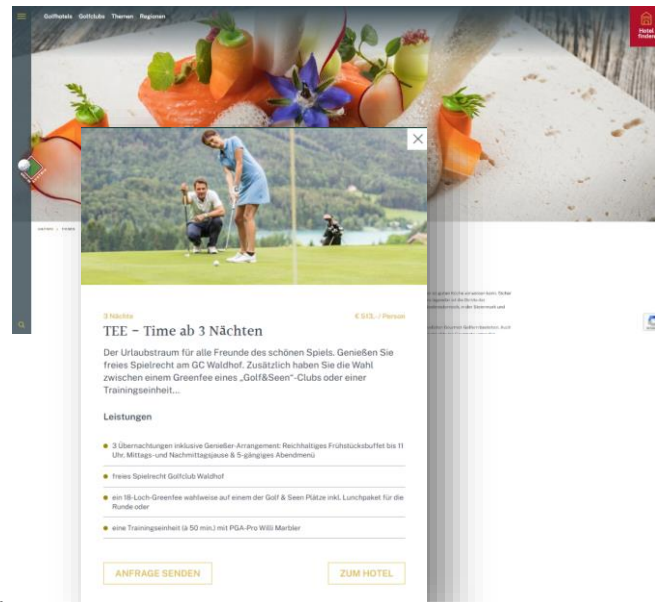 Golfhotels Golfclubs Themen Regionen
Hotel
finden
3 Nächte
€ 513,- / Person
TEE - Time ab 3 Nächten
Der Urlaubstraum für alle Freunde des schönen Spiels. Genießen Sie
freies Spielrecht am GC Waldhof. Zusätzlich haben Sie die Wahl
zwischen einem Greenfee eines „Golf&Seen“-Clubs oder einer
Trainingseinheit...
Leistungen
3 Übernachtungen inklusive Genießer-Arrangement: Reichhaltiges Frühstücksbuffet bis 11
Uhr, Mittags- und Nachmittagsjause & 5-gängiges Abendmenü
freies Spielrecht Golfclub Waldhof
ein 18-Loch-Greenfee wahlweise auf einem der Golf & Seen Plätze inkl. Lunchpaket für die
Runde oder
eine Trainingseinheit (à 50 min.) mit PGA-Pro Willi Marbler
ANFRAGE SENDEN
ZUM HOTEL